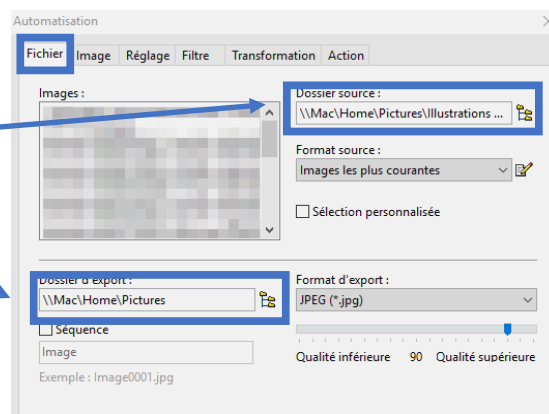 Automatisation
Fichier Image Réglage Filtre Transformation Action
Images :
Dossier source :
\\Mac\Home\Pictures\Illustrations ...
Format source :
Images les plus courantes
Sélection personnalisée
Dossier d'export :
\\Mac\Home\Pictures
Format d'export :
JPEG (*.jpg)
Séquence
Image
Qualité inférieure 90 Qualité supérieure
Exemple : Image0001.jpg